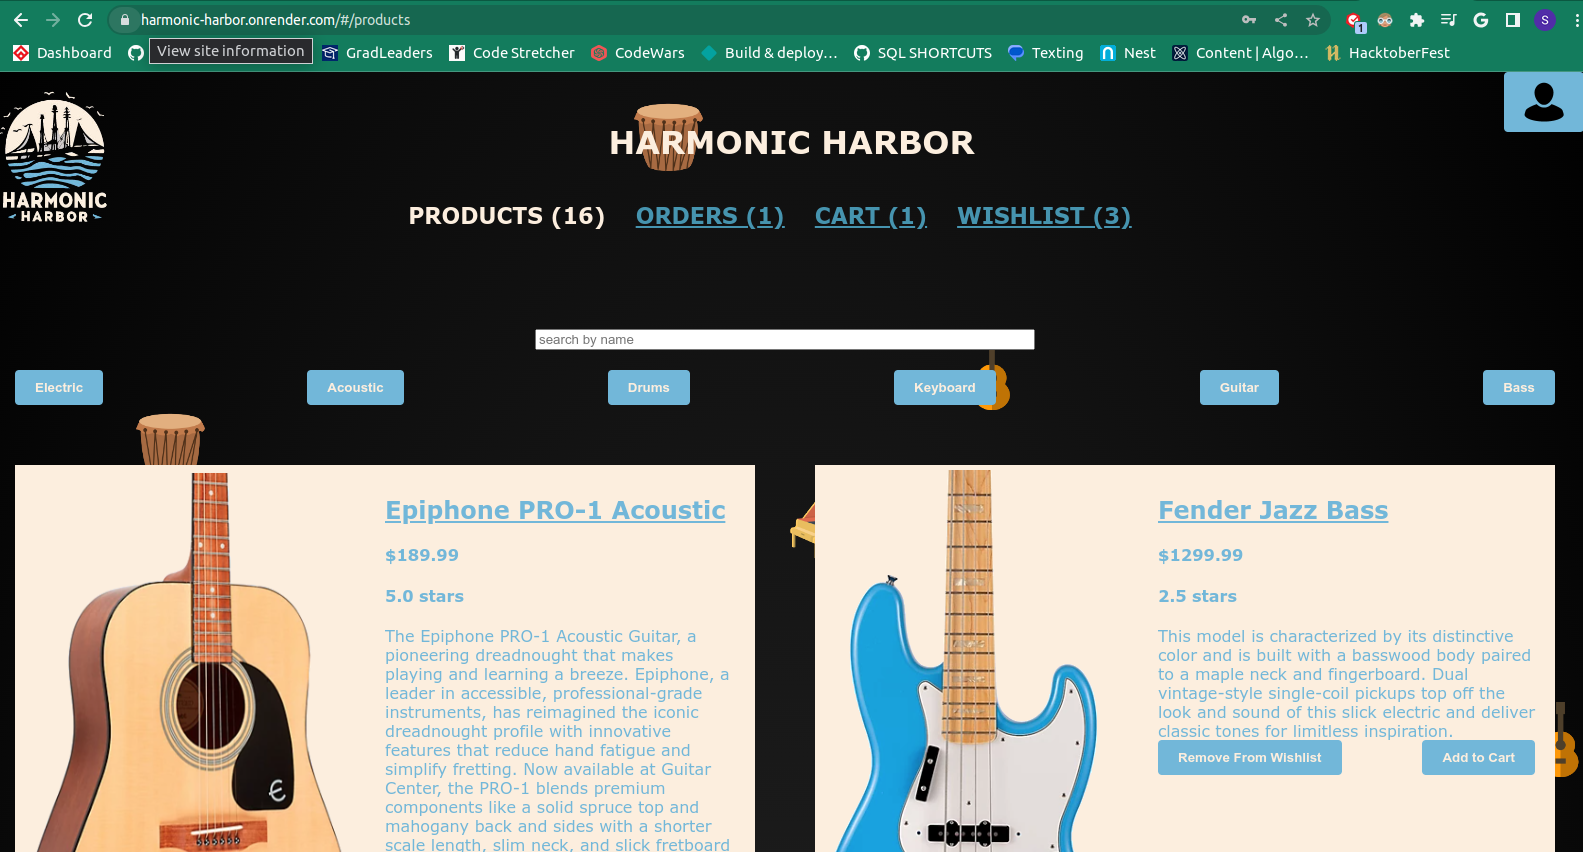 harmonic-harbor.onrender.com/#/products
1
S
Dashboard
View site information
GradLeaders
Code Stretcher
CodeWars
Build & deploy...
SQL SHORTCUTS
Texting
Nest
Content | Algo...
HacktoberFest
HARMONIC
HARBOR
HARMONIC HARBOR
PRODUCTS (16) ORDERS (1) CART (1) WISHLIST (3)
search by name
Electric Acoustic Drums Keyboard Guitar Bass
Epiphone PRO-1 Acoustic
$189.99
5.0 stars
The Epiphone PRO-1 Acoustic Guitar, a
pioneering dreadnought that makes
playing and learning a breeze. Epiphone, a
leader in accessible, professional-grade
instruments, has reimagined the iconic
dreadnought profile with innovative
features that reduce hand fatigue and
simplify fretting. Now available at Guitar
Center, the PRO-1 blends premium
components like a solid spruce top and
mahogany back and sides with a shorter
scale length, slim neck, and slick fretboard
Fender Jazz Bass
$1299.99
2.5 stars
This model is characterized by its distinctive
color and is built with a basswood body paired
to a maple neck and fingerboard. Dual
vintage-style single-coil pickups top off the
look and sound of this slick electric and deliver
classic tones for limitless inspiration.
Remove From Wishlist Add to Cart